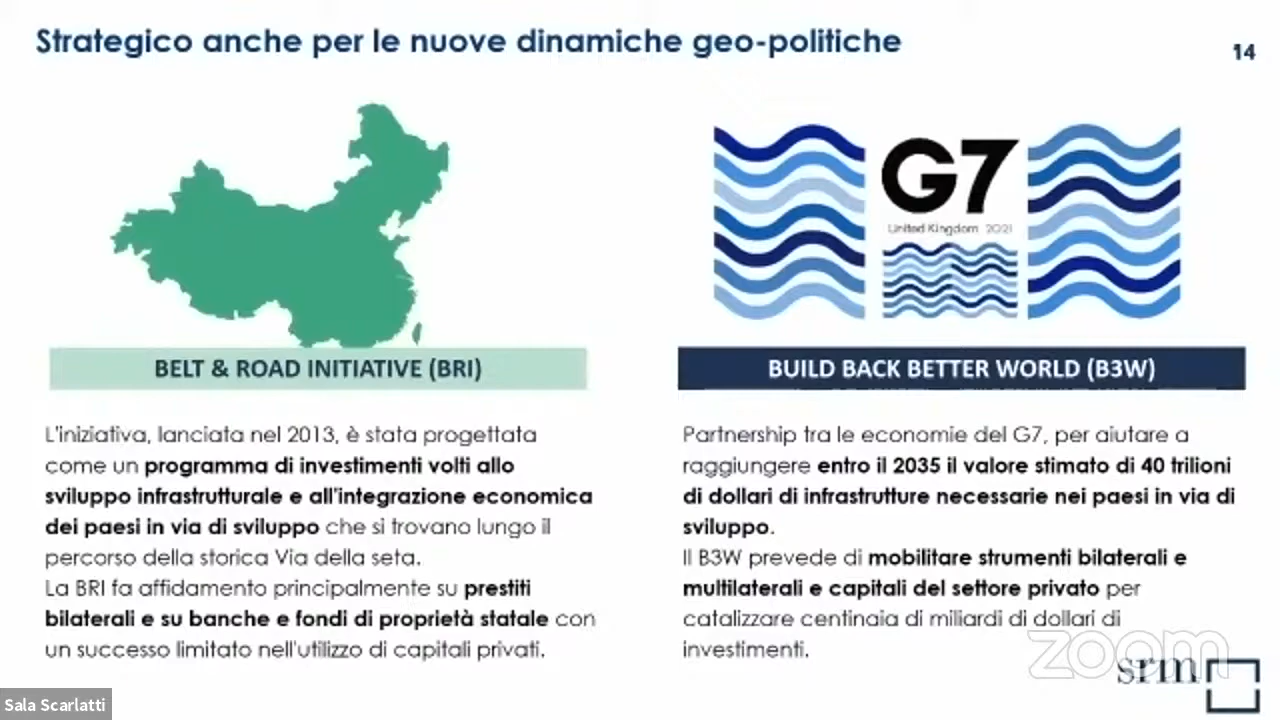 Strategico anche per le nuove dinamiche geo-politiche
14
G7
United Kingdom 2021
BELT & ROAD INITIATIVE (BRI)
L'iniziativa, lanciata nel 2013, è stata progettata
come un programma di investimenti volti allo
sviluppo infrastrutturale e all'integrazione economica
dei paesi in via di sviluppo che si trovano lungo il
percorso della storica Via della seta.
La BRI fa affidamento principalmente su prestiti
bilaterali e su banche e fondi di proprietà statale con
un successo limitato nell'utilizzo di capitali privati.
BUILD BACK BETTER WORLD (B3W)
Partnership tra le economie del G7, per aiutare a
raggiungere entro il 2035 il valore stimato di 40 trilioni
di dollari di infrastrutture necessarie nei paesi in via di
sviluppo.
Il B3W prevede di mobilitare strumenti bilaterali e
multilaterali e capitali del settore privato per
catalizzare centinaia di miliardi di dollari di
investimenti.
zoom
srm
Sala Scarlatti